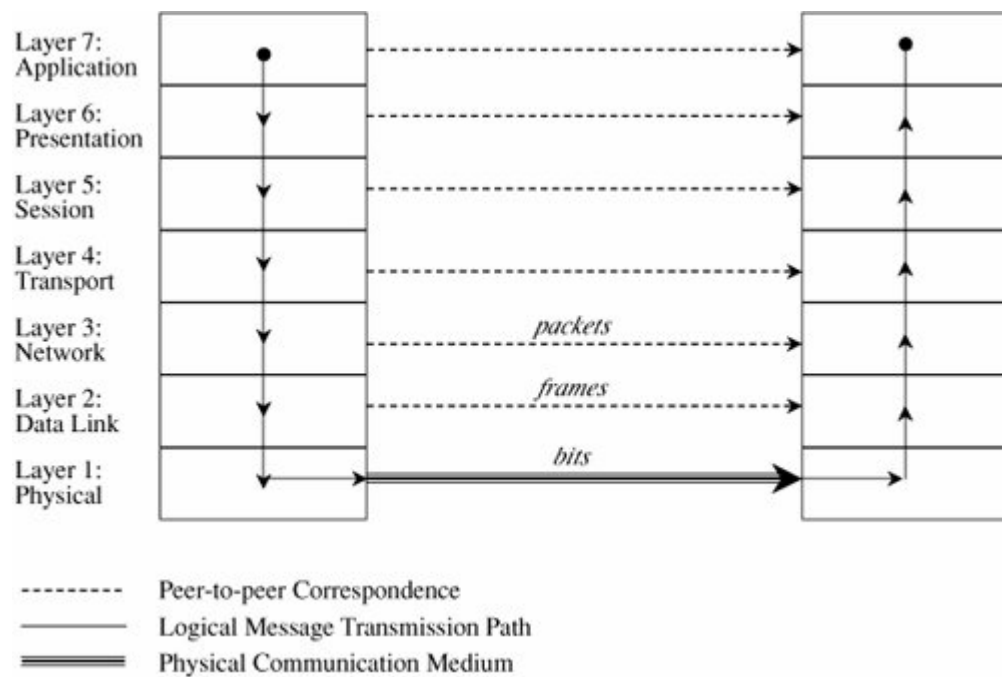 Layer 7:
Application
Layer 6:
Presentation
Layer 5:
Session
Layer 4:
Transport
Layer 3:
Network
packets
Layer 2:
Data Link
frames
Layer 1:
Physical
bits
Peer-to-peer Correspondence
Logical Message Transmission Path
Physical Communication Medium